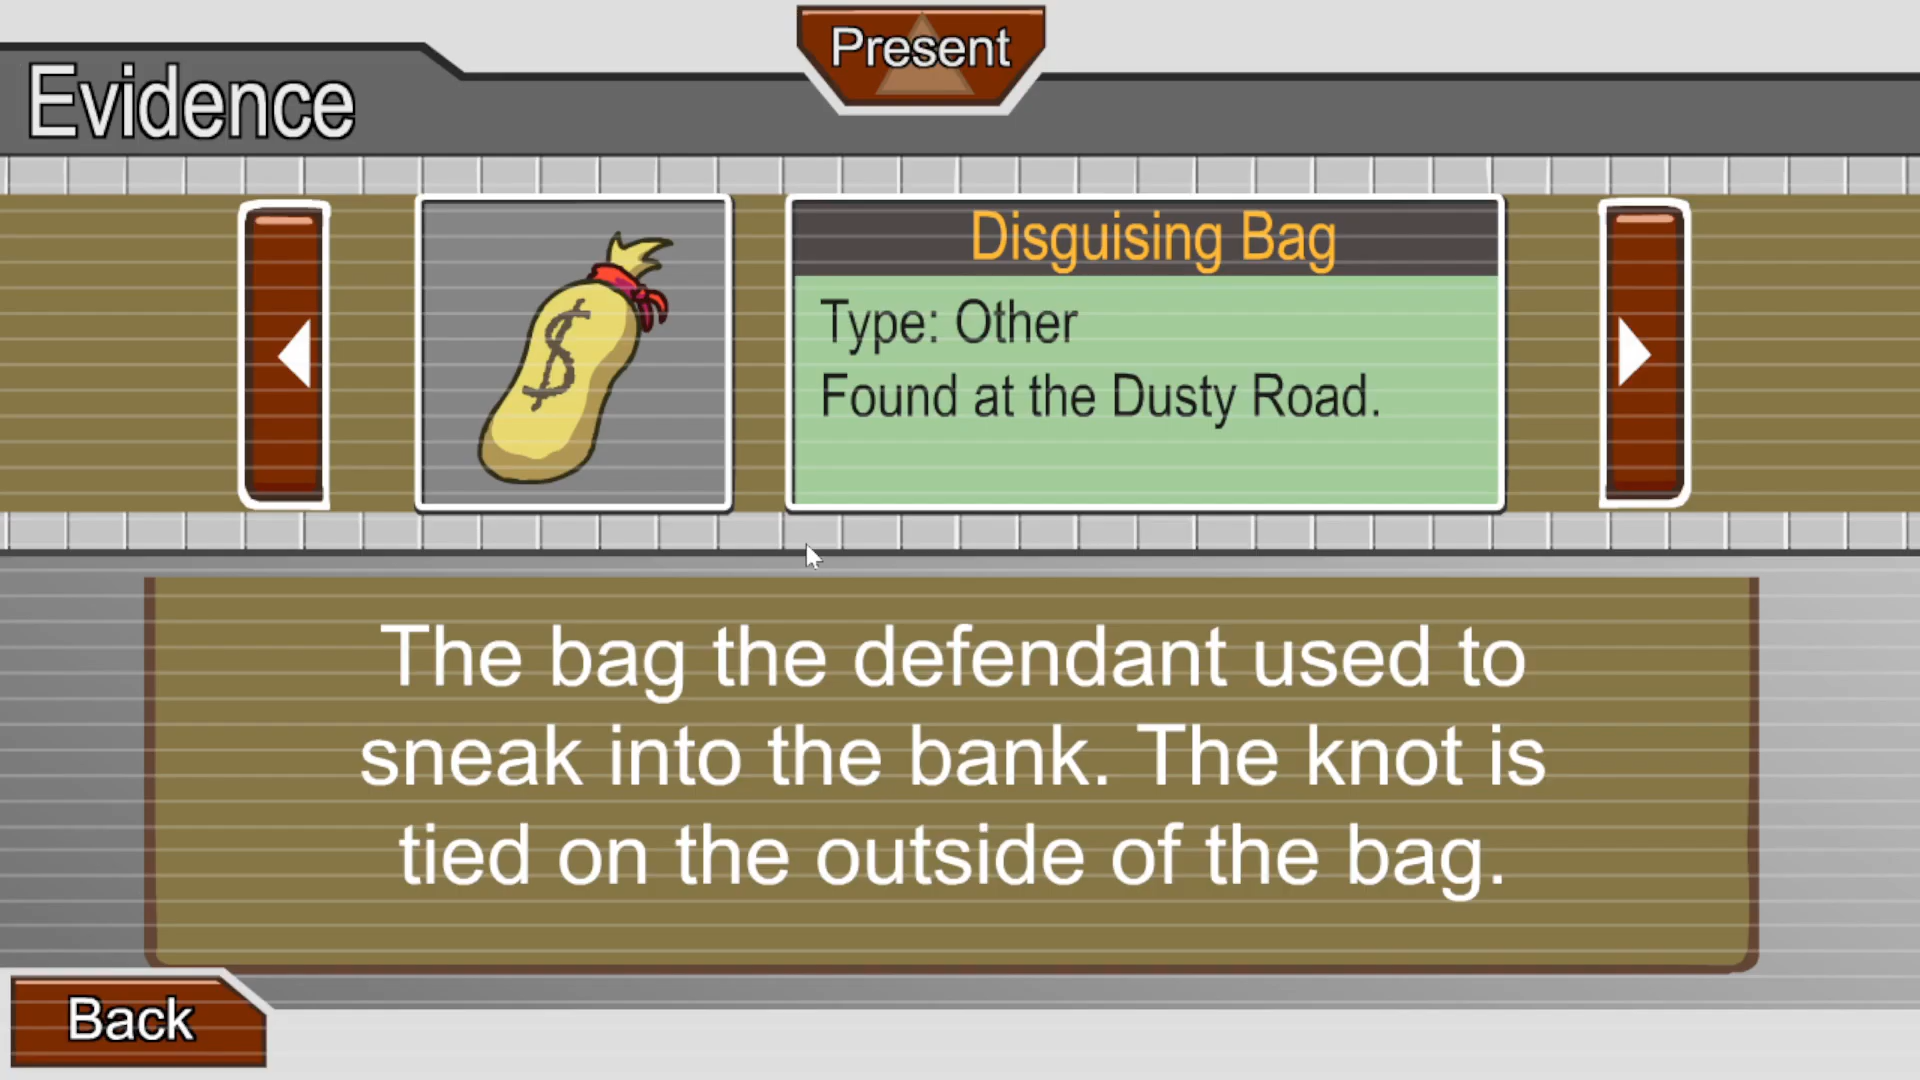 Present
Evidence
Disguising Bag
Type: Other
Found at the Dusty Road.
$
The bag the defendant used to
sneak into the bank. The knot is
tied on the outside of the bag.
Back